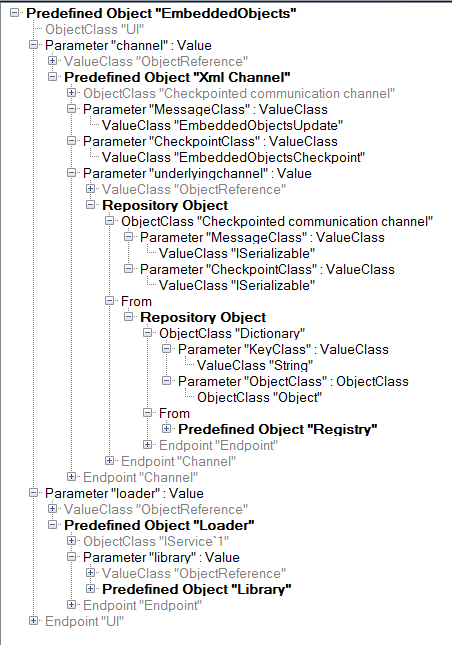 Predefined Object "EmbeddedObjects"
ObjectClass "UI"
Parameter "channel" : Value
ValueClass "ObjectReference"
Predefined Object "Xml Channel"
ObjectClass "Checkpointed communication channel"
Parameter "MessageClass" : ValueClass
ValueClass "EmbeddedObjectsUpdate"
Parameter "CheckpointClass" : ValueClass
ValueClass "EmbeddedObjectsCheckpoint"
Parameter "underlyingchannel" : Value
ValueClass "ObjectReference"
Repository Object
ObjectClass "Checkpointed communication channel"
Parameter "MessageClass" : ValueClass
ValueClass "ISerializable"
Parameter "CheckpointClass" : ValueClass
ValueClass "ISerializable"
From
Repository Object
ObjectClass "Dictionary"
Parameter "KeyClass" : ValueClass
ValueClass "String"
Parameter "ObjectClass" : ObjectClass
ObjectClass "Object"
From
Predefined Object "Registry"
Endpoint "Endpoint"
Endpoint "Channel"
Endpoint "Channel"
Parameter "loader" : Value
ValueClass "ObjectReference"
Predefined Object "Loader"
ObjectClass "IService`1"
Parameter "library" : Value
ValueClass "ObjectReference"
Predefined Object "Library"
Endpoint "Endpoint"
Endpoint "UI"